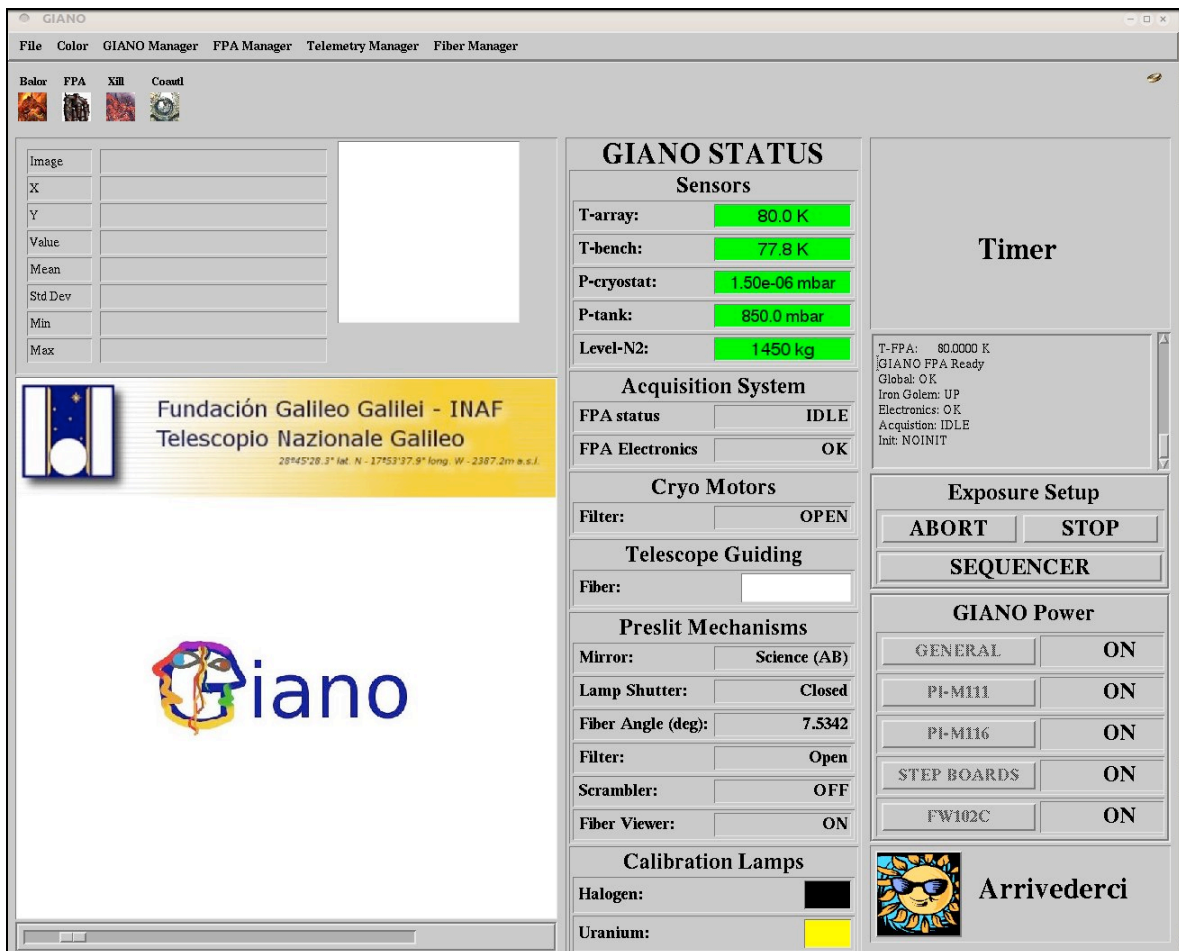 GIANO
File Color GIANO Manager FPA Manager Telemetry Manager Fiber Manager
Balor FPA Xill Coautl
Image
X
Y
Value
Mean
Std Dev
Min
Max
Fundación Galileo Galilei - INAF
Telescopio Nazionale Galileo
28°45'28.3" lat. N - 17°53'37.9" long. W - 2387.2m a.s.l.
Giano
GIANO STATUS
Sensors
T-array: 80.0 K
T-bench: 77.8 K
P-cryostat: 1.50e-06 mbar
P-tank: 850.0 mbar
Level-N2: 1450 kg
Acquisition System
FPA status IDLE
FPA Electronics OK
Cryo Motors
Filter: OPEN
Telescope Guiding
Fiber:
Preslit Mechanisms
Mirror: Science (AB)
Lamp Shutter: Closed
Fiber Angle (deg): 7.5342
Filter: Open
Scrambler: OFF
Fiber Viewer: ON
Calibration Lamps
Halogen:
Uranium:
Timer
T-FPA: 80.0000 K
GIANO FPA Ready
Global: OK
Iron Golem: UP
Electronics: OK
Acquistion: IDLE
Init: NOINIT
Exposure Setup
ABORT STOP
SEQUENCER
GIANO Power
GENERAL ON
PI-M111 ON
PI-M116 ON
STEP BOARDS ON
FW102C ON
Arrivederci